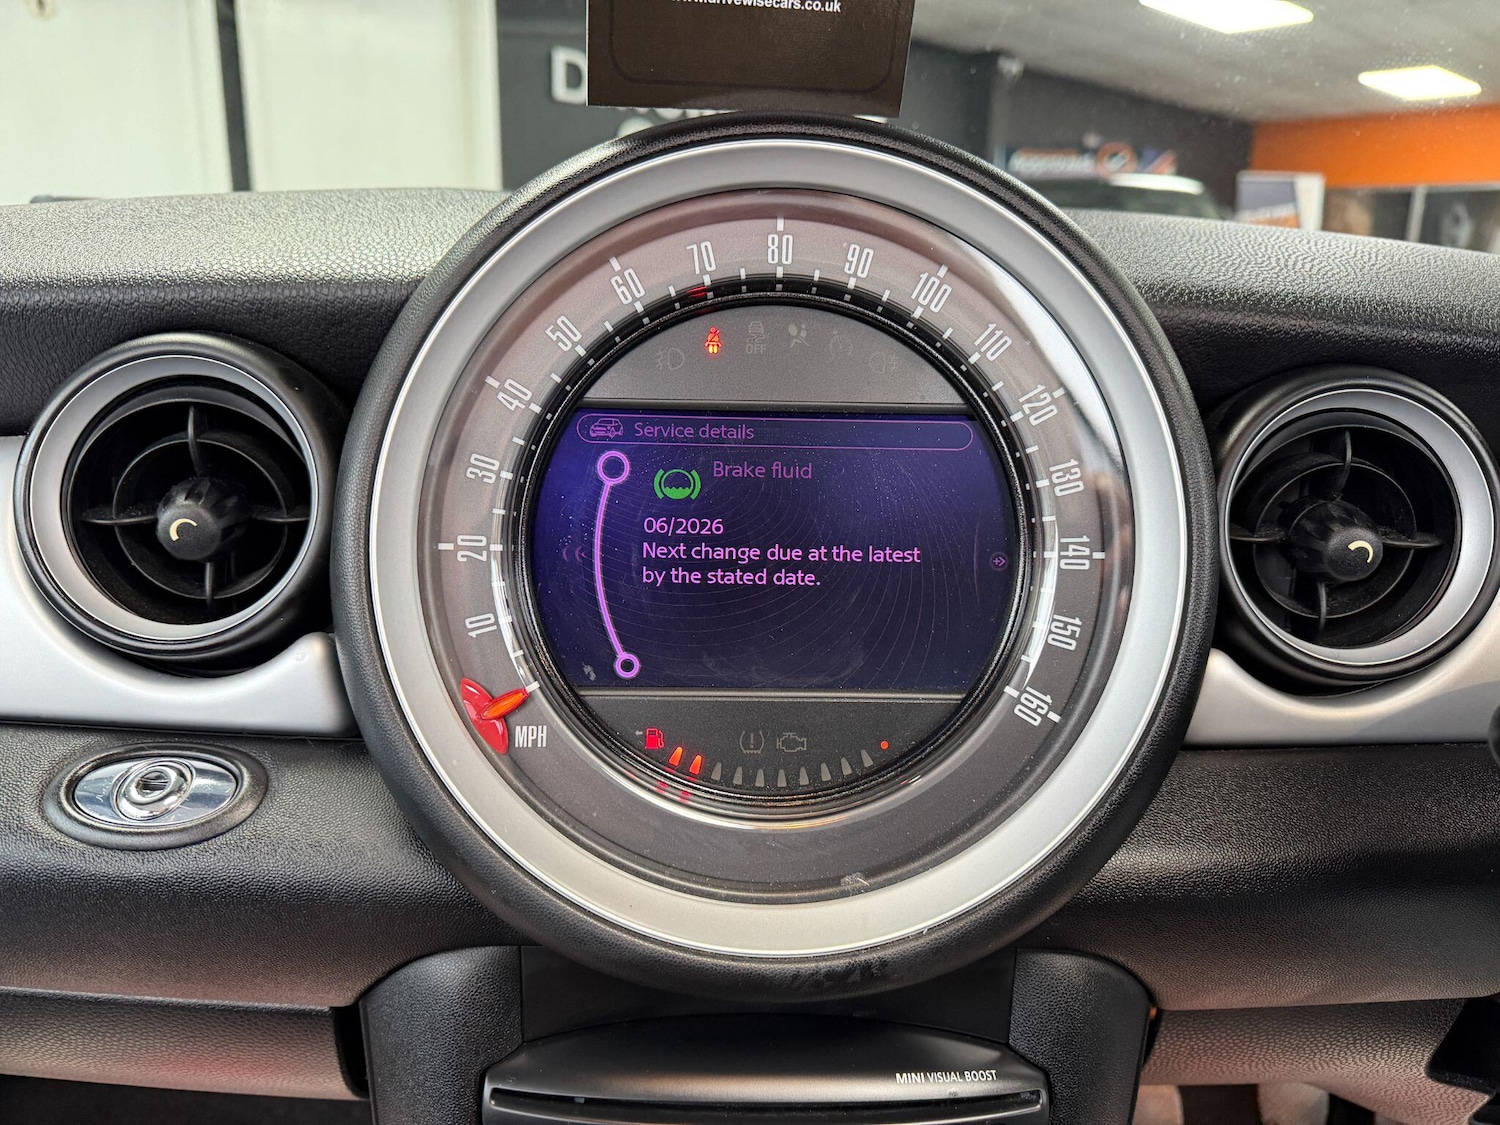 www.drivewisecars.co.uk
80
70
90
60
100
50
110
OFF
40
120
Service details
30
Brake fluid
130
06/2026
20
Next change due at the latest
140
by the stated date.
10
150
160
MPH
MINI VISUAL BOOST